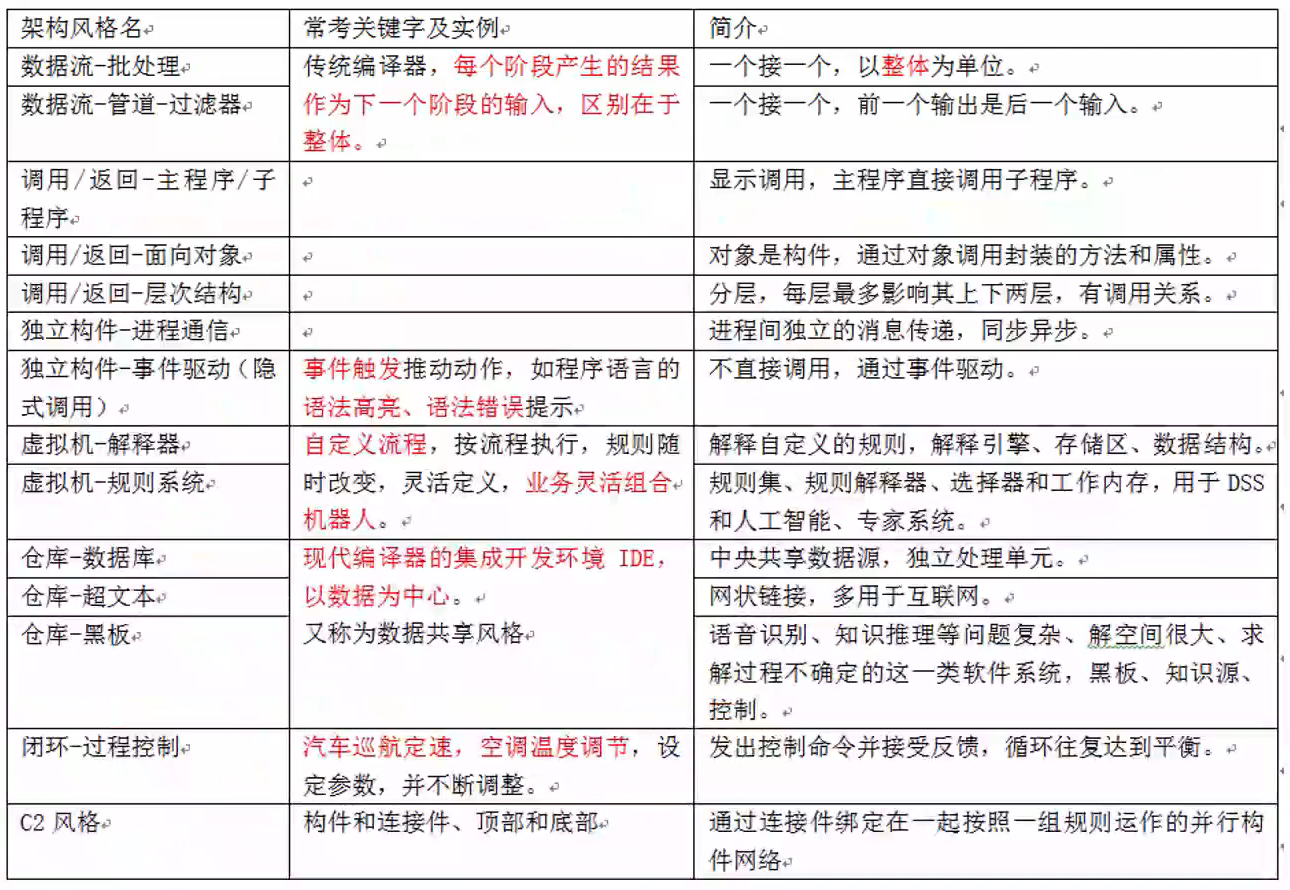 架构风格名
常考关键字及实例
简介
数据流-批处理
传统编译器，每个阶段产生的结果
作为下一个阶段的输入，区别在于
整体。
一个接一个，以整体为单位。
数据流-管道-过滤器
一个接一个，前一个输出是后一个输入。
调用/返回-主程序/子
程序
显示调用，主程序直接调用子程序。
调用/返回-面向对象
对象是构件，通过对象调用封装的方法和属性。
调用/返回-层次结构
分层，每层最多影响其上下两层，有调用关系。
独立构件-进程通信
进程间独立的消息传递，同步异步。
独立构件-事件驱动（隐
式调用）
事件触发推动动作，如程序语言的
语法高亮、语法错误提示
不直接调用，通过事件驱动。
虚拟机-解释器
自定义流程，按流程执行，规则随
时改变，灵活定义，业务灵活组合
机器人。
解释自定义的规则，解释引擎、存储区、数据结构。
虚拟机-规则系统
规则集、规则解释器、选择器和工作内存，用于 DSS
和人工智能、专家系统。
仓库-数据库
现代编译器的集成开发环境 IDE，
以数据为中心。
又称为数据共享风格
中央共享数据源，独立处理单元。
仓库-超文本
网状链接，多用于互联网。
仓库-黑板
语音识别、知识推理等问题复杂、解空间很大、求
解过程不确定的这一类软件系统，黑板、知识源、
控制。
闭环-过程控制
汽车巡航定速，空调温度调节，设
定参数，并不断调整。
发出控制命令并接受反馈，循环往复达到平衡。
C2 风格
构件和连接件、顶部和底部
通过连接件绑定在一起按照一组规则运作的并行构
件网络